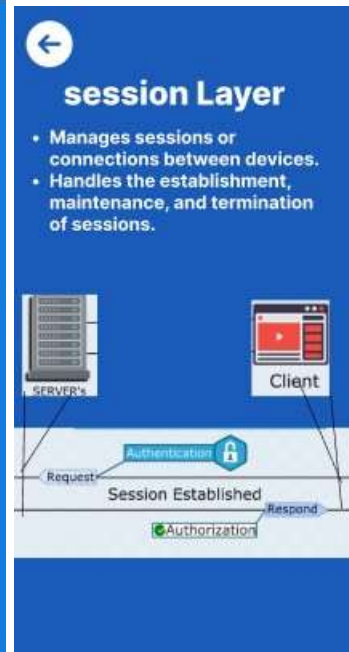 session Layer
• Manages sessions or
connections between devices.
• Handles the establishment,
maintenance, and termination
of sessions.
SERVER's
Client
Authentication
Request
Session Established
Respond
Authorization